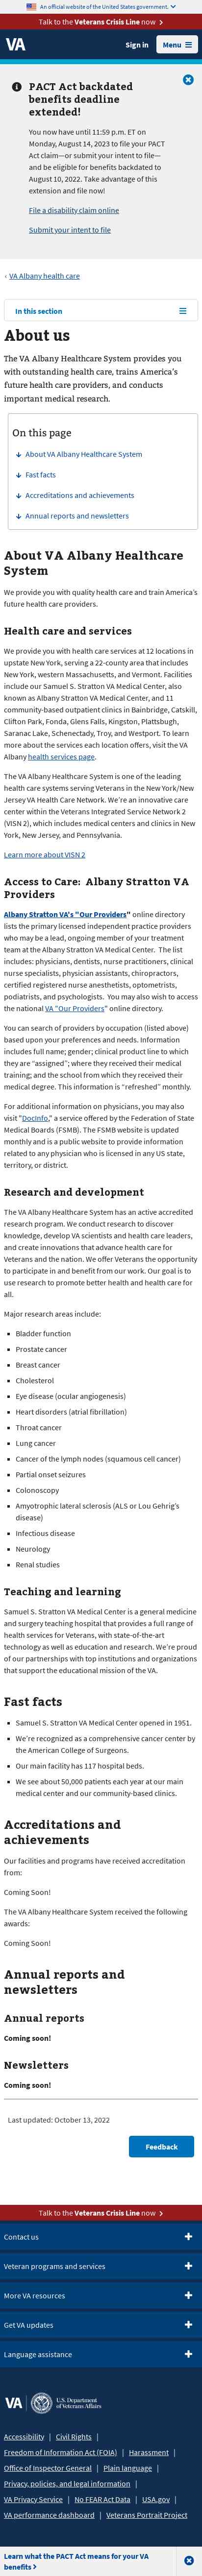 An official website of the United States government.
Talk to the Veterans Crisis Line now
VA
Sign in
Menu
PACT Act backdated
benefits deadline
extended!
You now have until 11:59 p.m. ET on
Monday, August 14, 2023 to file your PACT
Act claim—or submit your intent to file—
and be eligible for benefits backdated to
August 10, 2022. Take advantage of this
extension and file now!
File a disability claim online
Submit your intent to file
‹ VA Albany health care
In this section
About us
The VA Albany Healthcare System provides you
with outstanding health care, trains America's
future health care providers, and conducts
important medical research.
On this page
About VA Albany Healthcare System
Fast facts
Accreditations and achievements
Annual reports and newsletters
About VA Albany Healthcare
System
We provide you with quality health care and train America's
future health care providers.
Health care and services
We provide you with health care services at 12 locations in
upstate New York, serving a 22-county area that includes
New York, western Massachusetts, and Vermont. Facilities
include our Samuel S. Stratton VA Medical Center, also
known as Albany Stratton VA Medical Center, and 11
community-based outpatient clinics in Bainbridge, Catskill,
Clifton Park, Fonda, Glens Falls, Kingston, Plattsbugh,
Saranac Lake, Schenectady, Troy, and Westport. To learn
more about the services each location offers, visit the VA
Albany health services page.
The VA Albany Healthcare System is one of the leading
health care systems serving Veterans in the New York/New
Jersey VA Health Care Network. We're an innovative care
center within the Veterans Integrated Service Network 2
(VISN 2), which includes medical centers and clinics in New
York, New Jersey, and Pennsylvania.
Learn more about VISN 2
Access to Care: Albany Stratton VA
Providers
Albany Stratton VA's "Our Providers" online directory
lists the primary licensed independent providers and
who may be a lead, ongoing member of your treatment
team at the Albany Stratton VA Medical Center. The list
includes: physicians, dentists, nurse practitioners, clinical
nurse specialists, physician assistants, chiropractors,
certified registered nurse anesthetists, optometrists,
podiatrists, and psychologists. You may also wish to access
the national VA "Our Providers" online directory.
You can search for a provider by occupation (listed above)
based upon your preferences or medical needs. Information
includes full name; gender; clinical product line to which
they are "assigned"; where they received their medical
training; and, for a physician whether they have completed
a medical degree. This information is "refreshed" monthly.
For additional information on physicians, you may also
visit "DocInfo," a service offered by the Federation of State
Medical Boards (FSMB). The FSMB website is updated
monthly and is available to the public to provide information
related to any physician who is licensed in any US state,
territory, or district.
Research and development
The VA Albany Healthcare System has an active accredited
research program. We conduct research to discover
knowledge, develop VA scientists and health care leaders,
and create innovations that advance health care for
veterans and the nation. We offer Veterans the opportunity
to participate in and benefit from our work. Our goal is to
use research to promote better health and health care for
all.
Major research areas include:
Bladder function
Prostate cancer
Breast cancer
Cholesterol
Eye disease (ocular angiogenesis)
Heart disorders (atrial fibrillation)
Throat cancer
Lung cancer
Cancer of the lymph nodes (squamous cell cancer)
Partial onset seizures
Colonoscopy
Amyotrophic lateral sclerosis (ALS or Lou Gehrig's
disease)
Infectious disease
Neurology
Renal studies
Teaching and learning
Samuel S. Stratton VA Medical Center is a general medicine
and surgery teaching hospital that provides a full range of
health services for Veterans, with state-of-the-art
technology as well as education and research. We're proud
of our partnerships with top institutions and organizations
that support the educational mission of the VA.
Fast facts
Samuel S. Stratton VA Medical Center opened in 1951.
We're recognized as a comprehensive cancer center by
the American College of Surgeons.
Our main facility has 117 hospital beds.
We see about 50,000 patients each year at our main
medical center and our community-based clinics.
Accreditations and
achievements
Our facilities and programs have received accreditation
from:
Coming Soon!
The VA Albany Healthcare System received the following
awards:
Coming Soon!
Annual reports and
newsletters
Annual reports
Coming soon!
Newsletters
Coming soon!
Last updated: October 13, 2022
Feedback
Talk to the Veterans Crisis Line now
Contact us
Veteran programs and services
More VA resources
Get VA updates
Language assistance
VA U.S. Department
of Veterans Affairs
Accessibility | Civil Rights |
Freedom of Information Act (FOIA) | Harassment |
Office of Inspector General | Plain language |
Privacy, policies, and legal information |
VA Privacy Service | No FEAR Act Data | USA.gov |
VA performance dashboard | Veterans Portrait Project
Learn what the PACT Act means for your VA
benefits